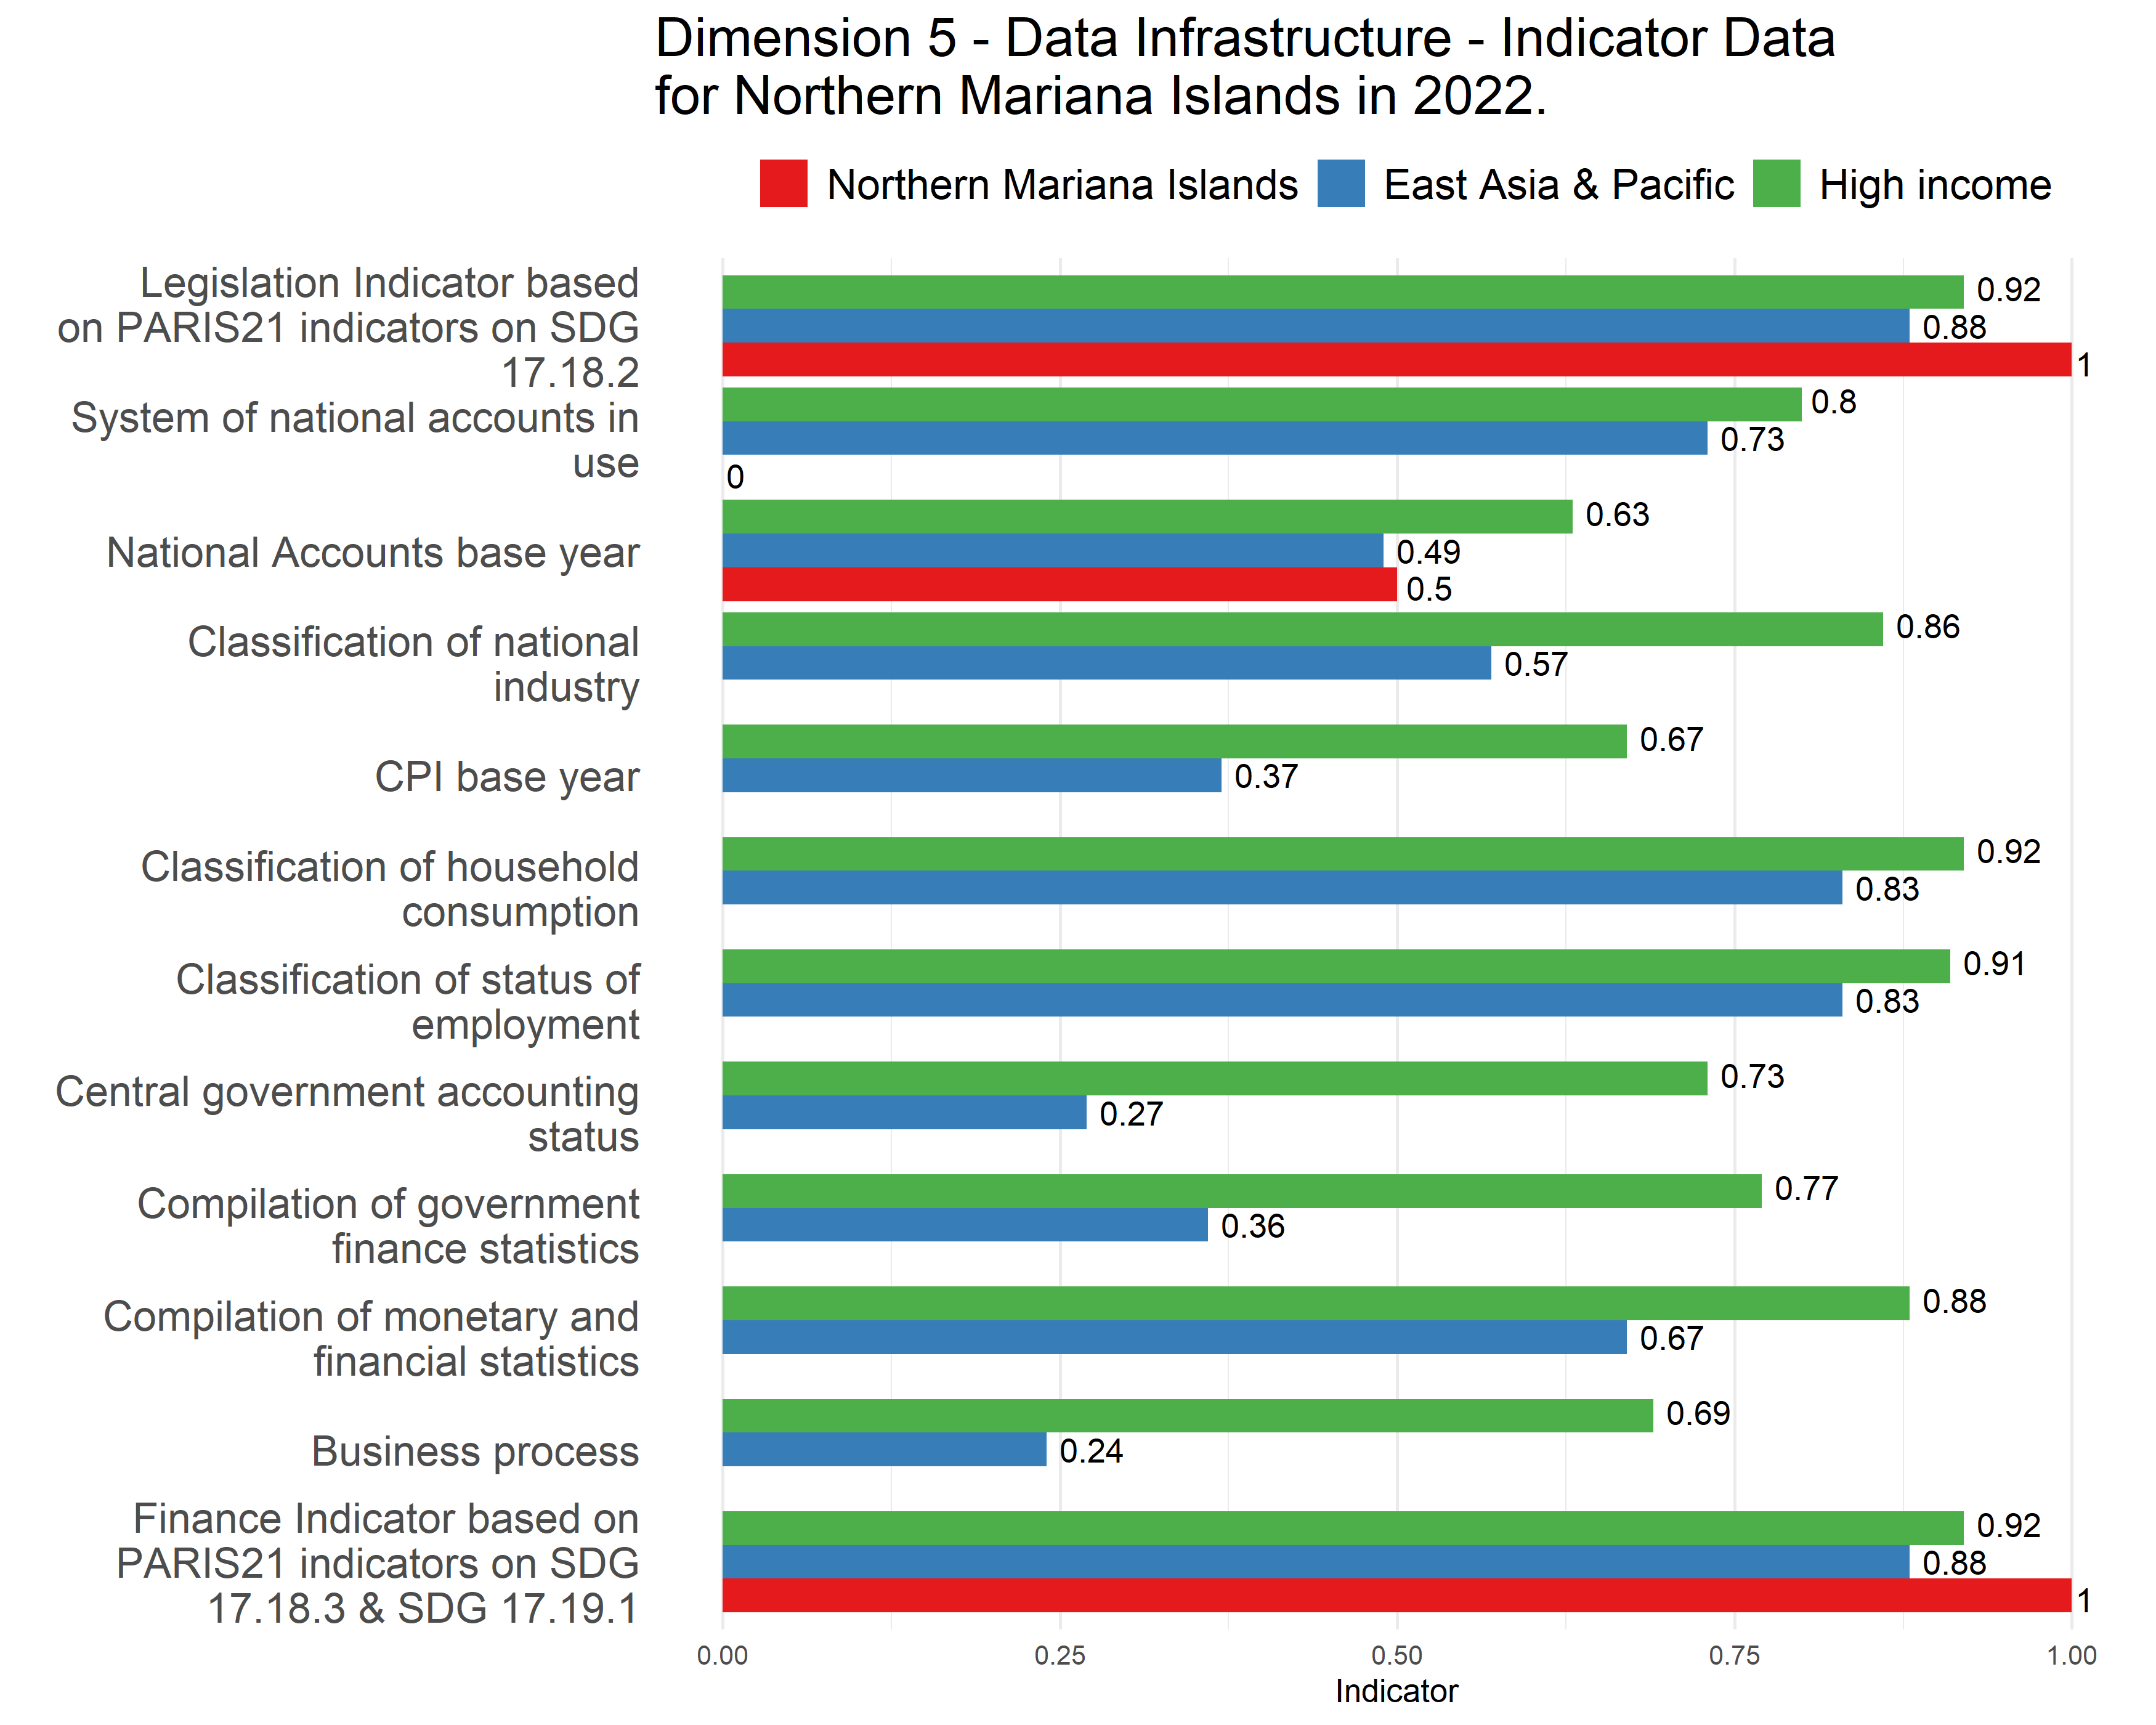 Dimension 5 - Data Infrastructure - Indicator Data
for Northern Mariana Islands in 2022.
Northern Mariana Islands East Asia & Pacific High income
Legislation Indicator based
on PARIS21 indicators on SDG
17.18.2
0.92
0.88
1
System of national accounts in
use
0.8
0.73
0
National Accounts base year
0.63
0.49
0.5
Classification of national
industry
0.86
0.57
CPI base year
0.67
0.37
Classification of household
consumption
0.92
0.83
Classification of status of
employment
0.91
0.83
Central government accounting
status
0.73
0.27
Compilation of government
finance statistics
0.77
0.36
Compilation of monetary and
financial statistics
0.88
0.67
Business process
0.69
0.24
Finance Indicator based on
PARIS21 indicators on SDG
17.18.3 & SDG 17.19.1
0.92
0.88
1
0.00 0.25 0.50 0.75 1.00
Indicator